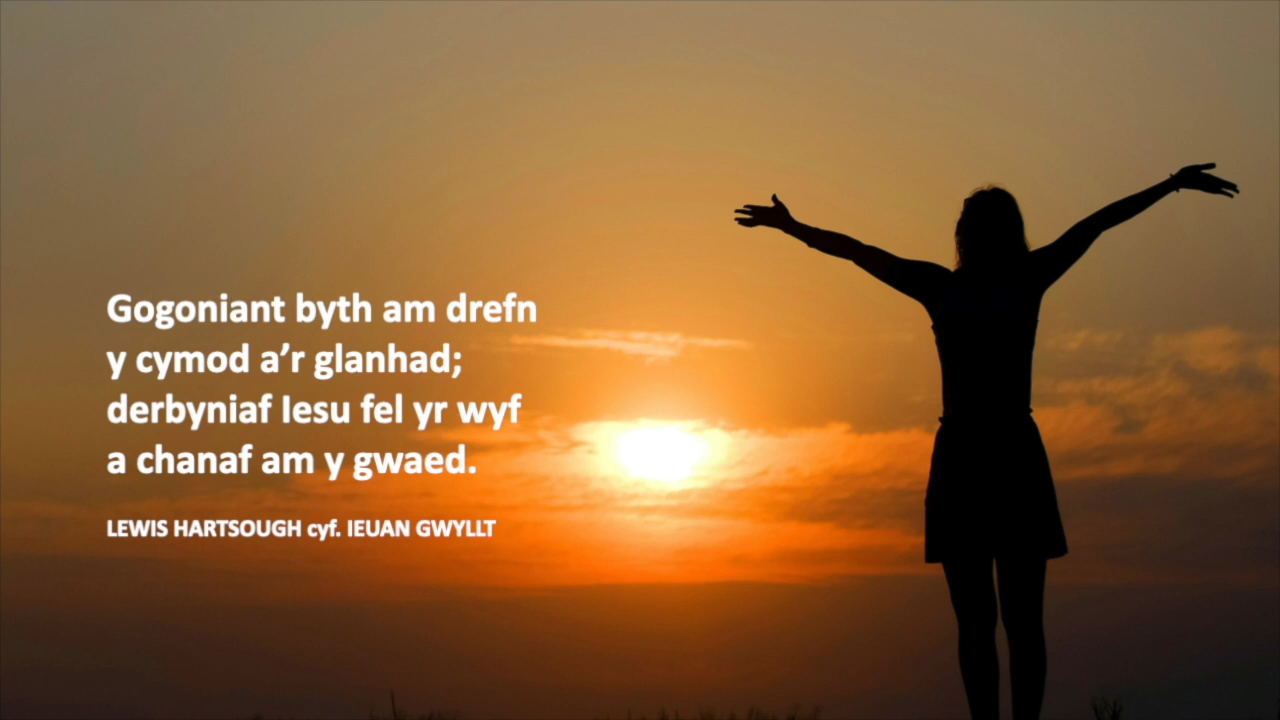 Gogoniant byth am drefn
y cymod a’r glanhad;
derbyniaf Iesu fel yr wyf
a chanaf am y gwaed.
LEWIS HARTSOUGH cyf. IEUAN GWYLLT